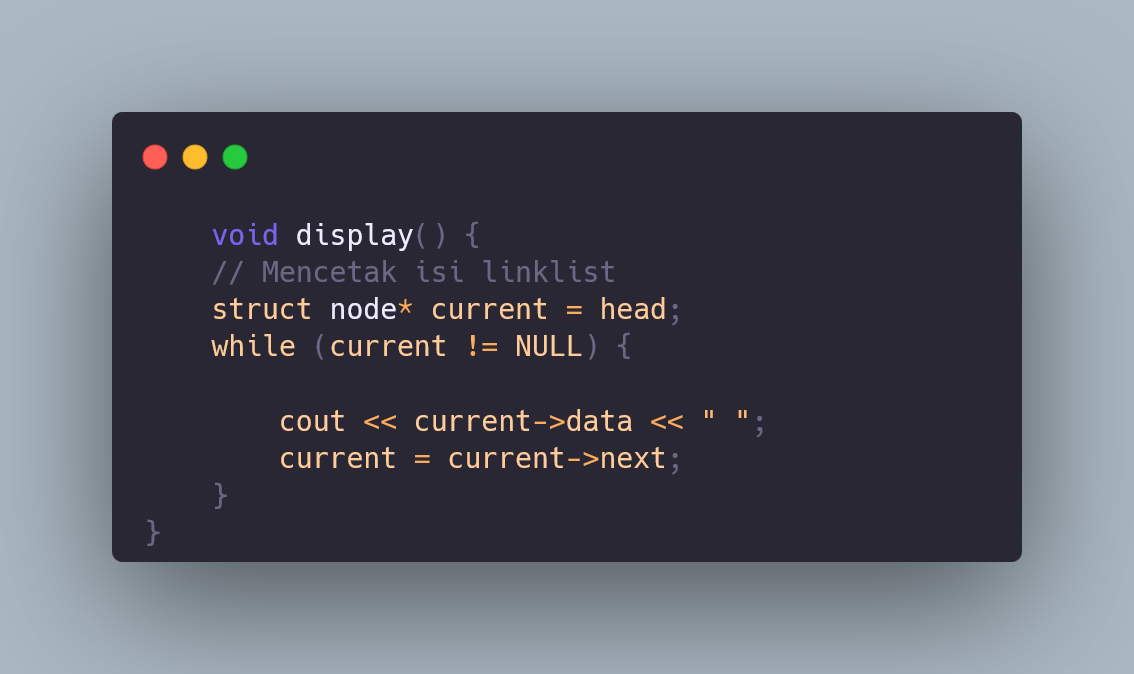 void display() {
// Mencetak isi linklist
struct node* current = head;
while (current != NULL) {
cout << current->data << " ";
current = current->next;
}
}